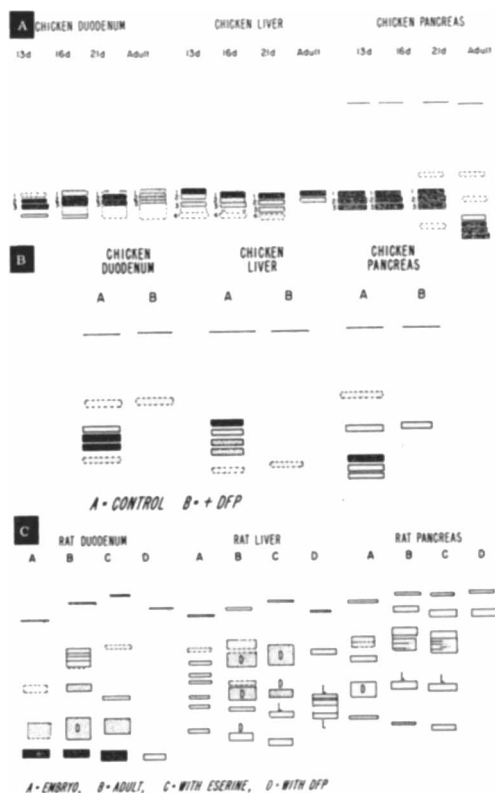 A CHICKEN DUODENUM CHICKEN LIVER CHICKEN PANCREAS
13d 16d 21d Adult 13d 16d 21d Adult 13d 16d 21d Adult
B CHICKEN DUODENUM CHICKEN LIVER CHICKEN PANCREAS
A B A B A B
A = CONTROL B = + DFP
C RAT DUODENUM RAT LIVER RAT PANCREAS
A B C D A B C D A B C D
D D D D D L D L L D L L L
A = EMBRYO, B = ADULT, C = WITH ESERINE, D = WITH DFP